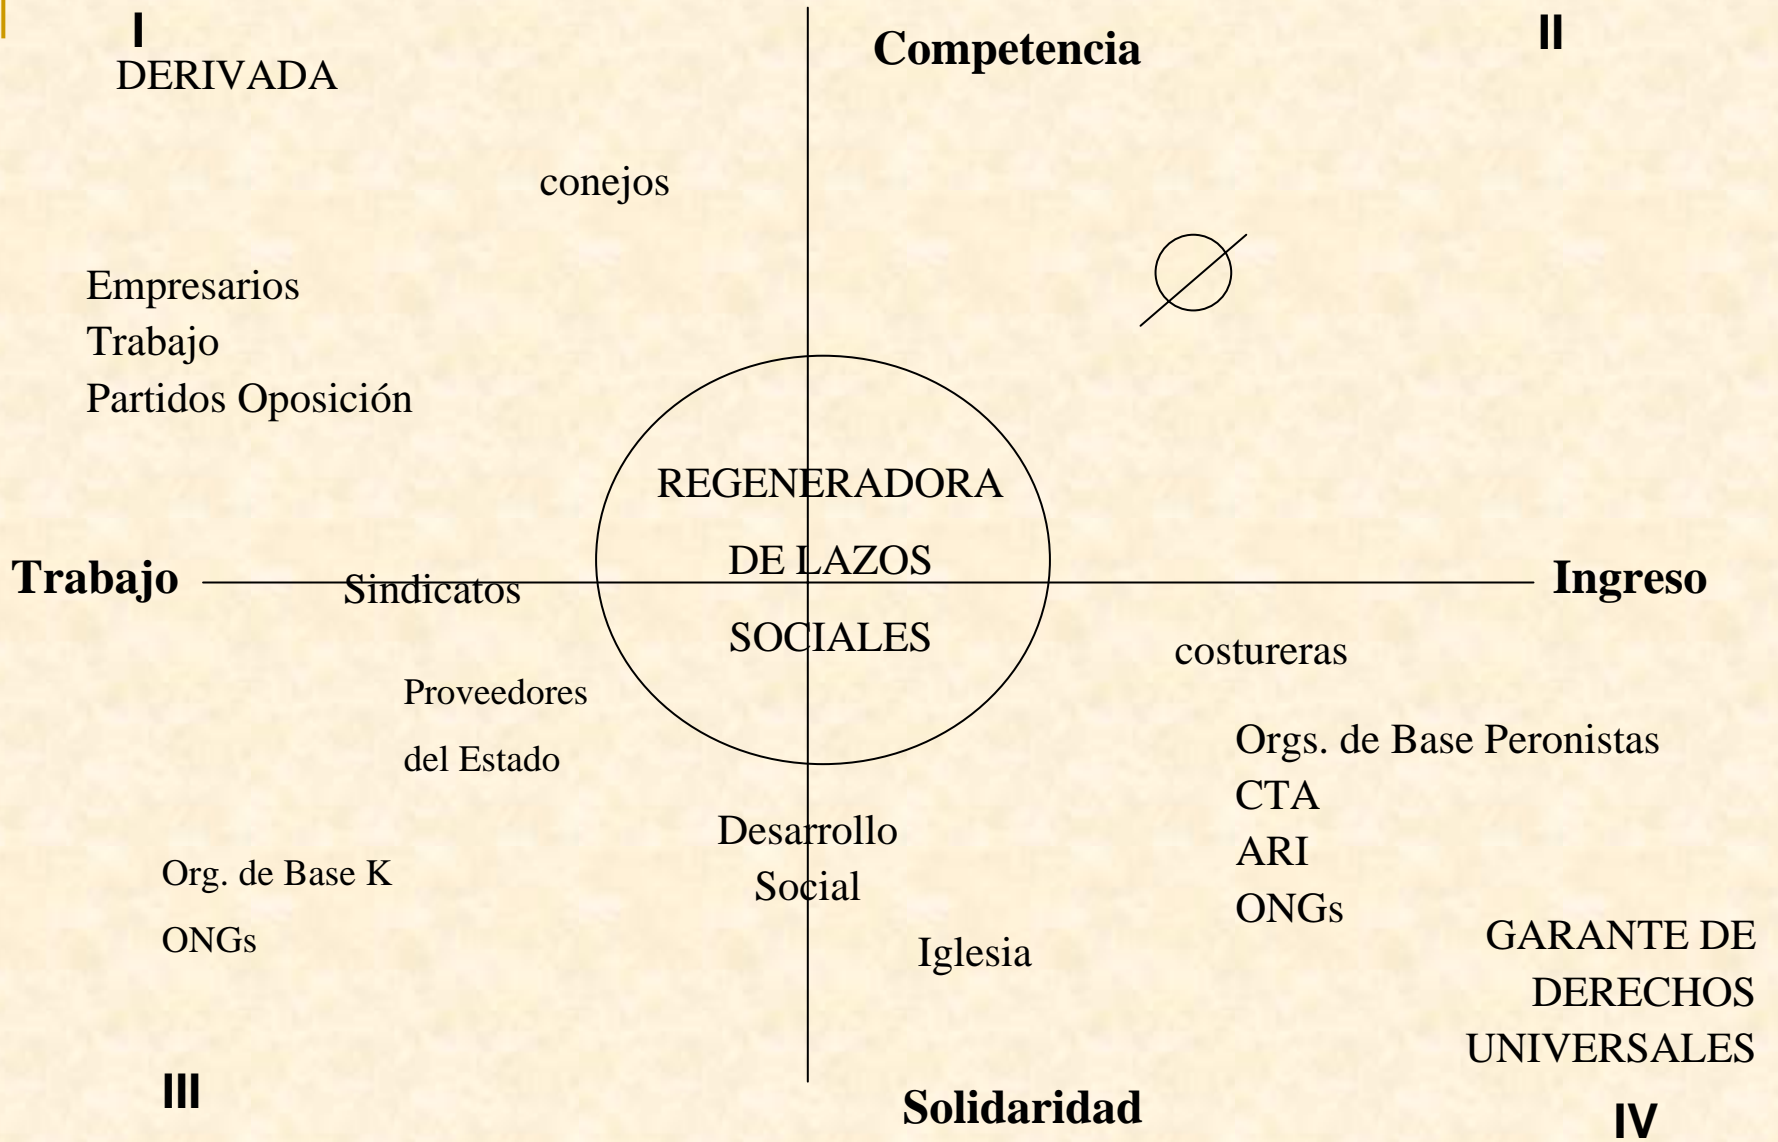 I
DERIVADA
Competencia
II
conejos
Empresarios
Trabajo
Partidos Oposición
REGENERADORA
DE LAZOS
SOCIALES
Trabajo
Sindicatos
Ingreso
costureras
Proveedores
del Estado
Orgs. de Base Peronistas
CTA
ARI
ONGs
Desarrollo
Social
Org. de Base K
ONGs
Iglesia
GARANTE DE
DERECHOS
UNIVERSALES
III
Solidaridad
IV